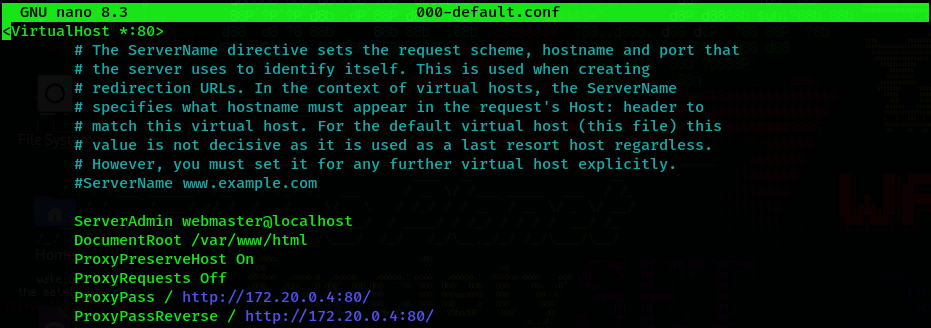 GNU nano 8.3 000-default.conf
<VirtualHost *:80>
# The ServerName directive sets the request scheme, hostname and port that
# the server uses to identify itself. This is used when creating
# redirection URLs. In the context of virtual hosts, the ServerName
# specifies what hostname must appear in the request's Host: header to
# match this virtual host. For the default virtual host (this file) this
# value is not decisive as it is used as a last resort host regardless.
# However, you must set it for any further virtual host explicitly.
#ServerName www.example.com
ServerAdmin webmaster@localhost
DocumentRoot /var/www/html
ProxyPreserveHost On
ProxyRequests Off
ProxyPass / http://172.20.0.4:80/
ProxyPassReverse / http://172.20.0.4:80/
File System
Home